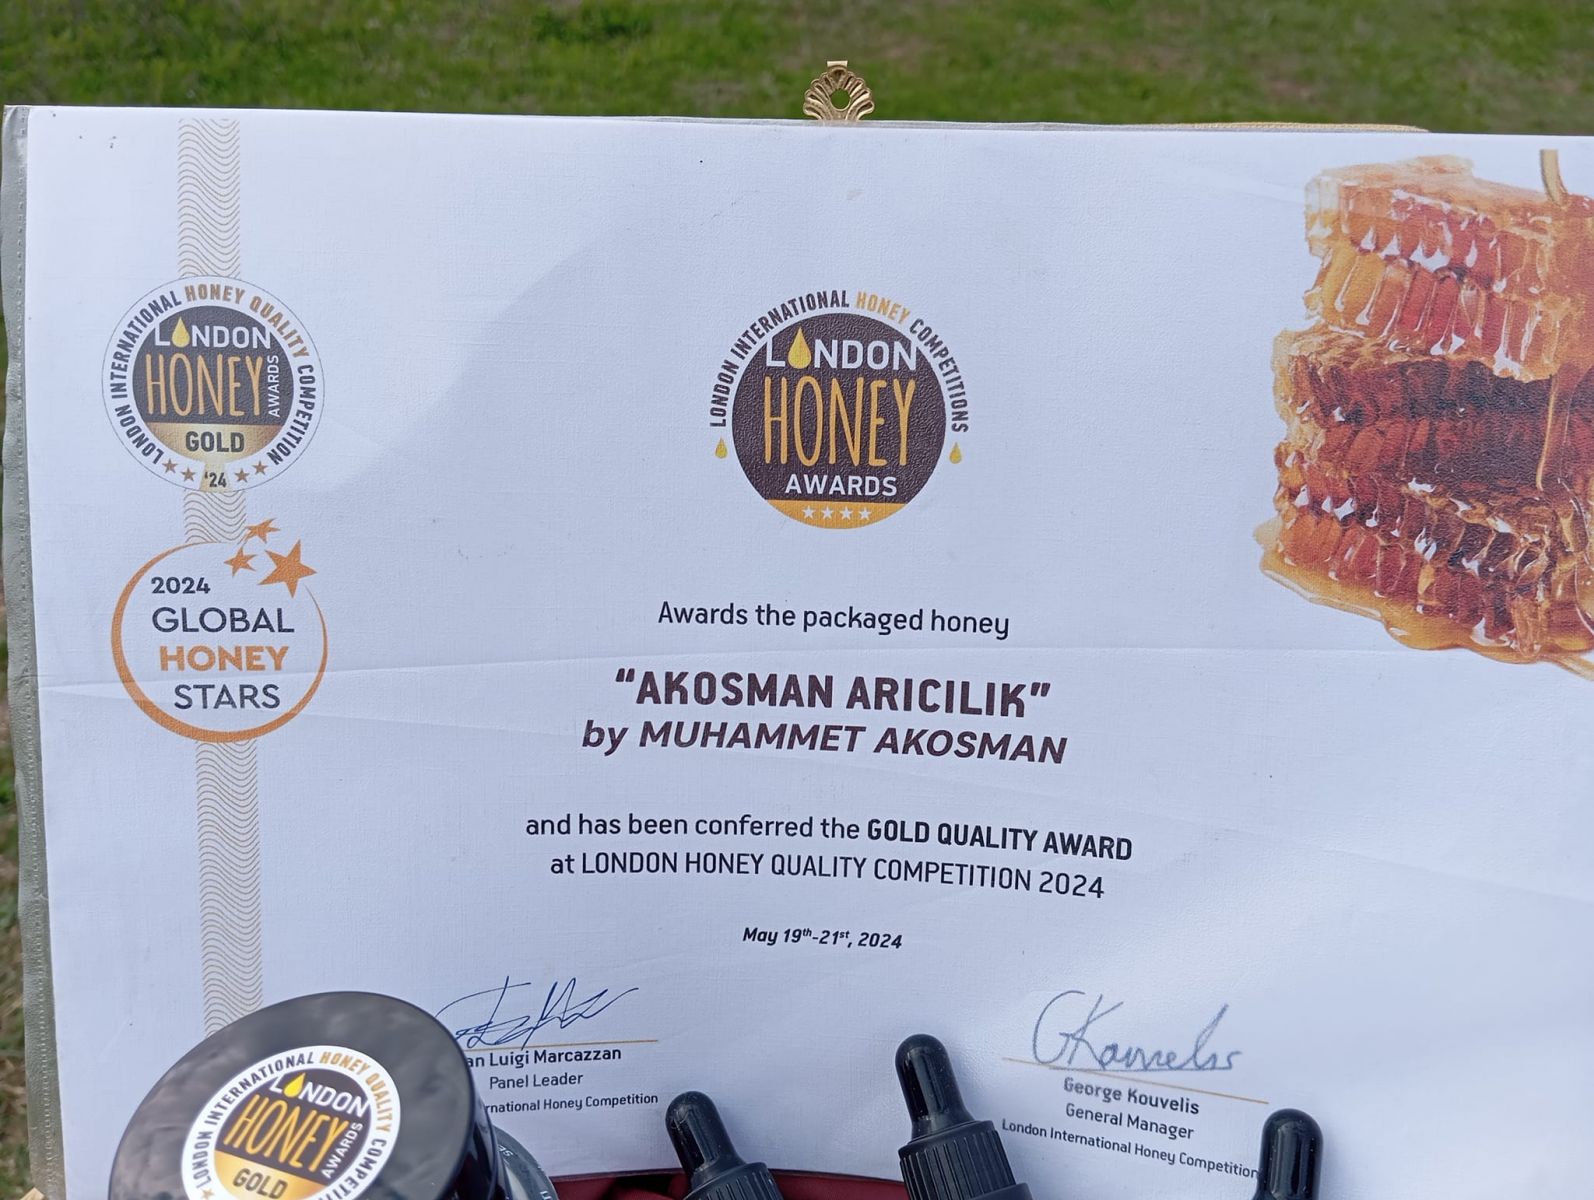 LONDON INTERNATIONAL HONEY QUALITY COMPETITION
LONDON
HONEY
AWARDS
GOLD
'24
2024
GLOBAL
HONEY
STARS
LONDON INTERNATIONAL HONEY COMPETITIONS
LONDON
HONEY
AWARDS
Awards the packaged honey
“AKOSMAN ARICILIK”
by MUHAMMET AKOSMAN
and has been conferred the GOLD QUALITY AWARD
at LONDON HONEY QUALITY COMPETITION 2024
May 19th-21st, 2024
Luigi Marcazzan
Panel Leader
Honey Competition
George Kouvelis
General Manager
London International Honey Competition
LONDON INTERNATIONAL HONEY QUALITY
LONDON
HONEY
AWARDS
GOLD